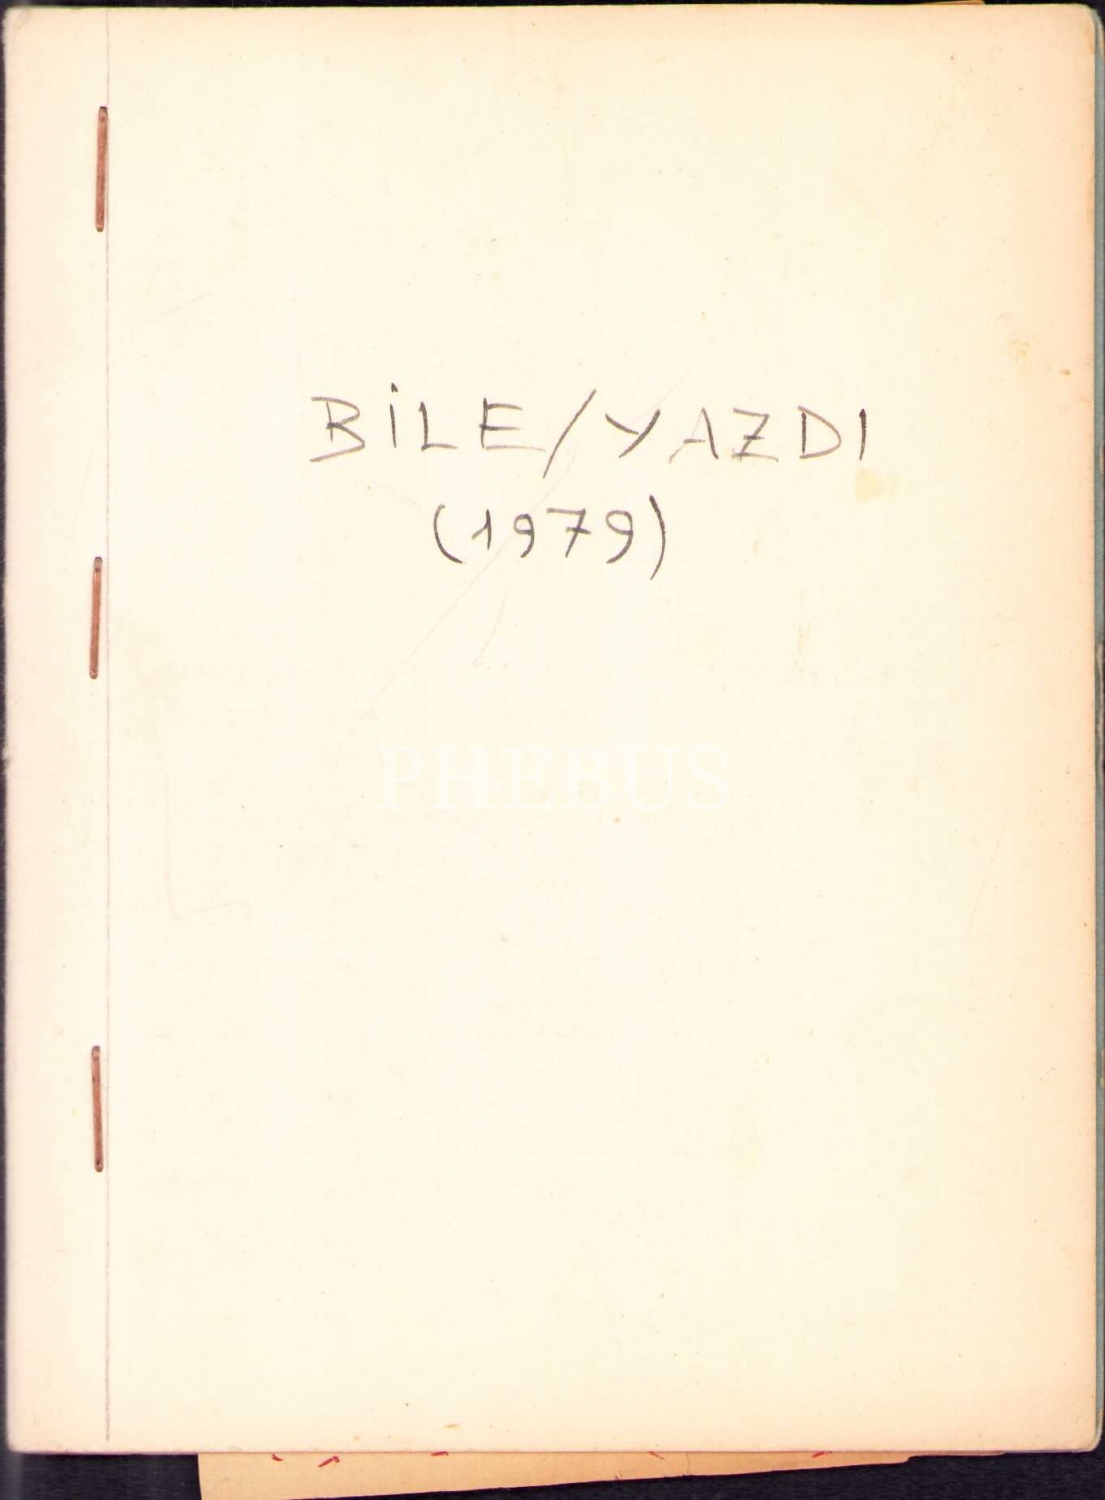 BİLE/YAZDI
(1979)
PHEBUS